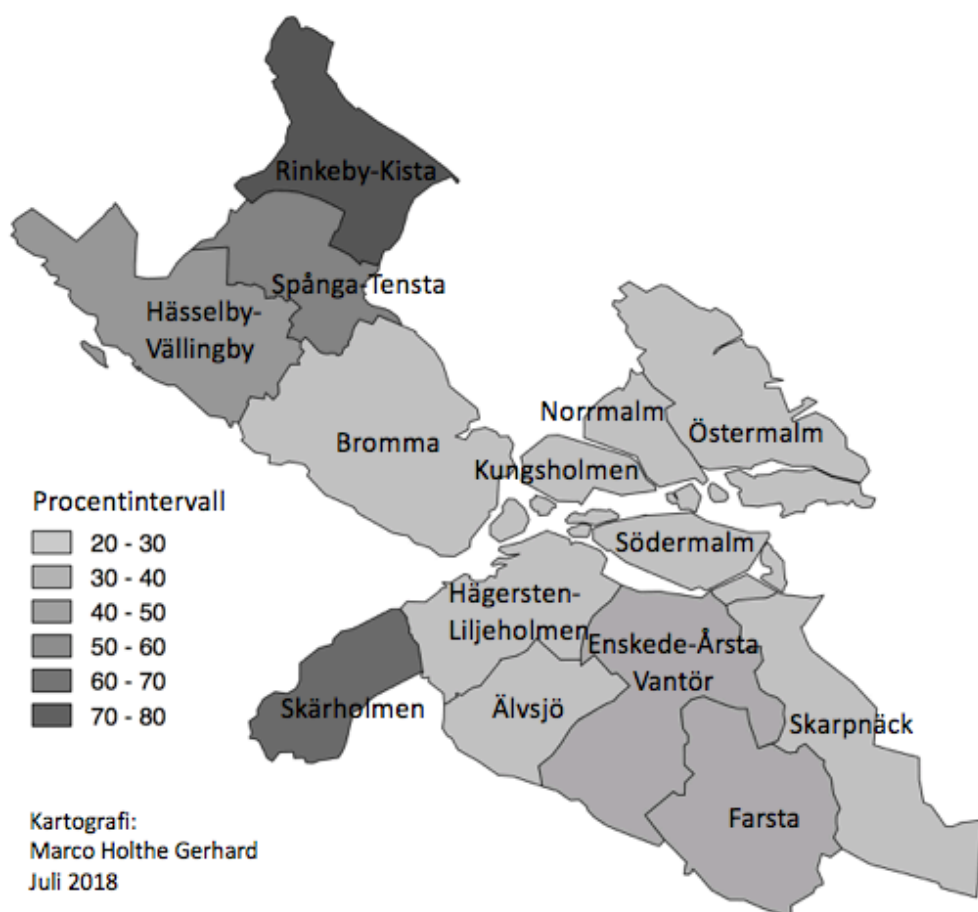 Rinkeby-Kista
Spånga-Tensta
Hässelby-
Vällingby
Bromma
Norrmalm
Östermalm
Kungsholmen
Södermalm
Hägersten-
Liljeholmen
Enskede-Årsta
Vantör
Skärholmen
Älvsjö
Skarpnäck
Farsta
Procentintervall
20 - 30
30 - 40
40 - 50
50 - 60
60 - 70
70 - 80
Kartografi:
Marco Holthe Gerhard
Juli 2018